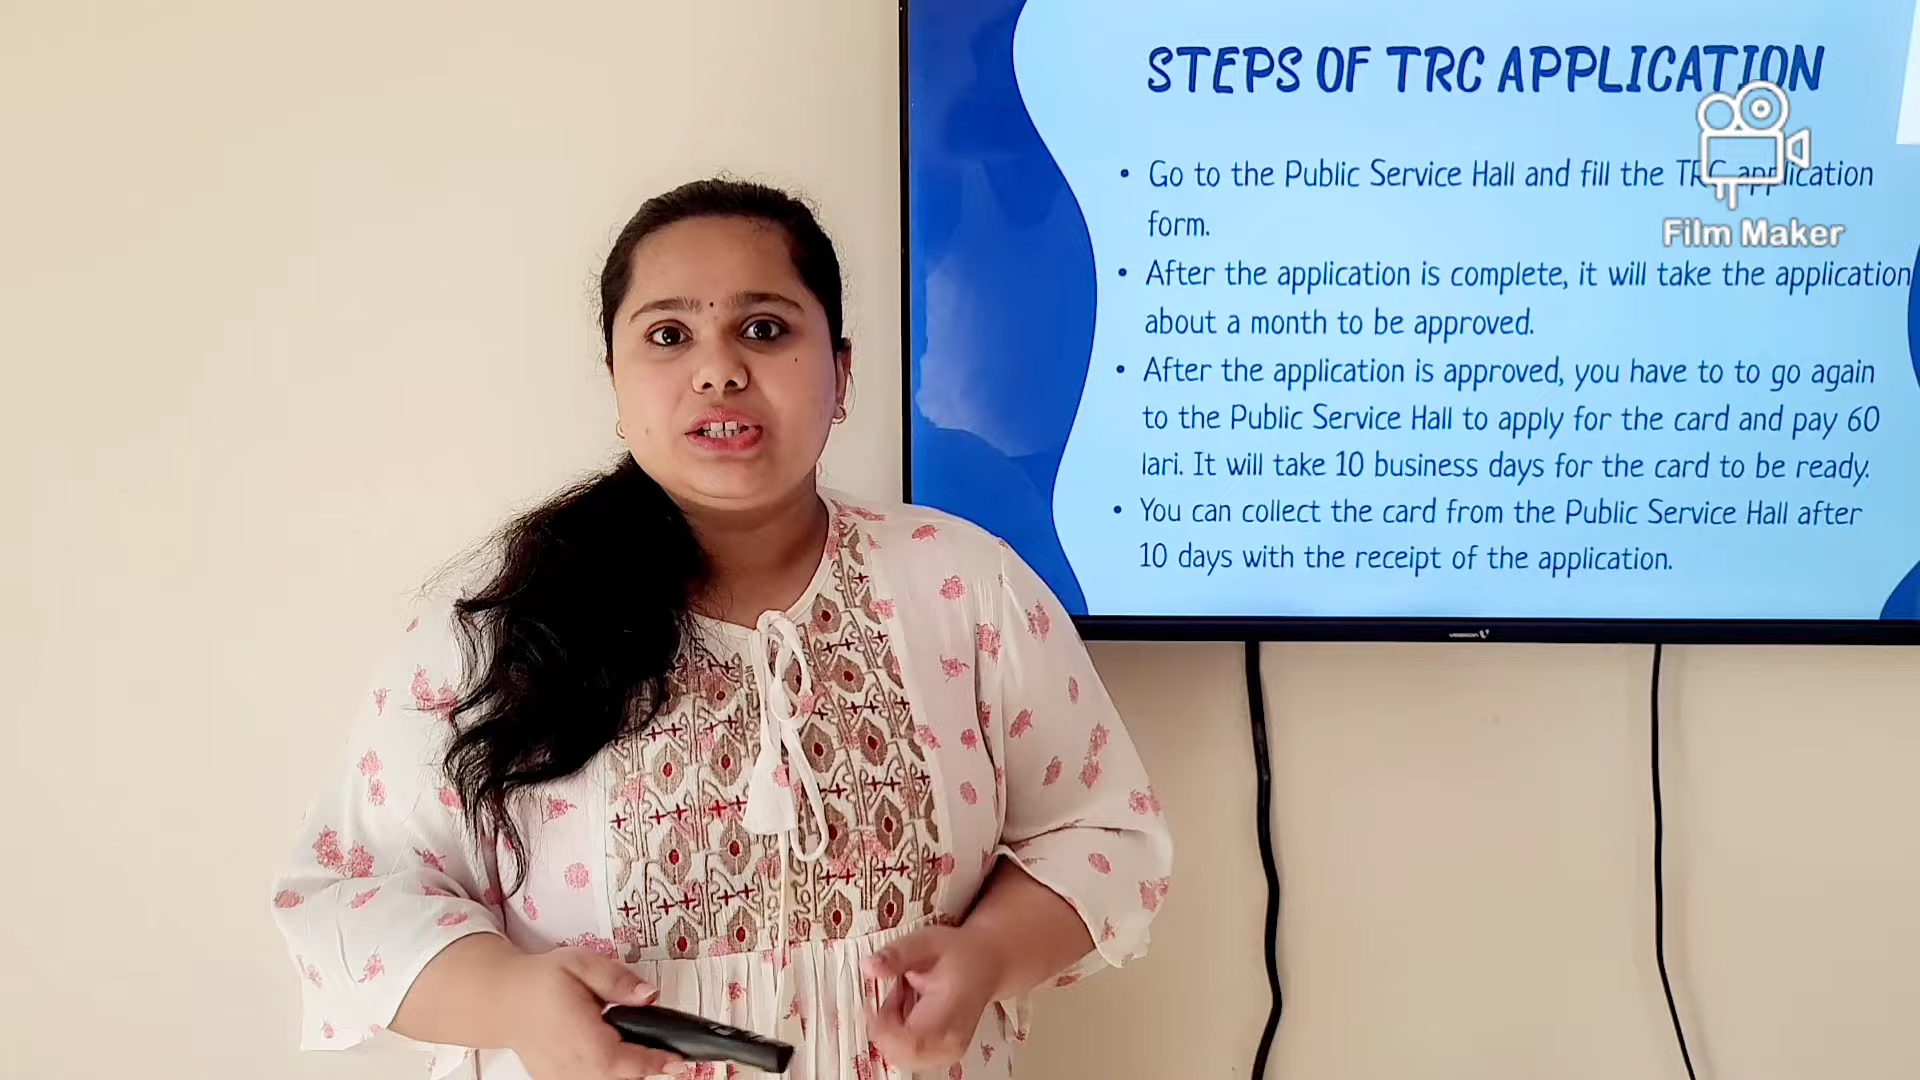 STEPS OF TRC APPLICATION
• Go to the Public Service Hall and fill the TRC application
form.
Film Maker
• After the application is complete, it will take the application
about a month to be approved.
• After the application is approved, you have to to go again
to the Public Service Hall to apply for the card and pay 60
lari. It will take 10 business days for the card to be ready.
• You can collect the card from the Public Service Hall after
10 days with the receipt of the application.